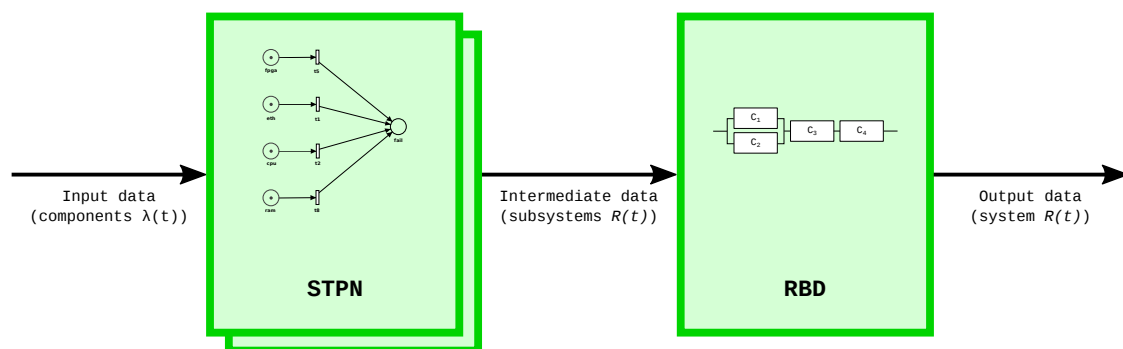 fpga
t5
eth
t1
fail
cpu
t2
ram
t8
C1
C2
C3
C4
Input data
(components λ(t))
Intermediate data
(subsystems R(t))
Output data
(system R(t))
STPN
RBD